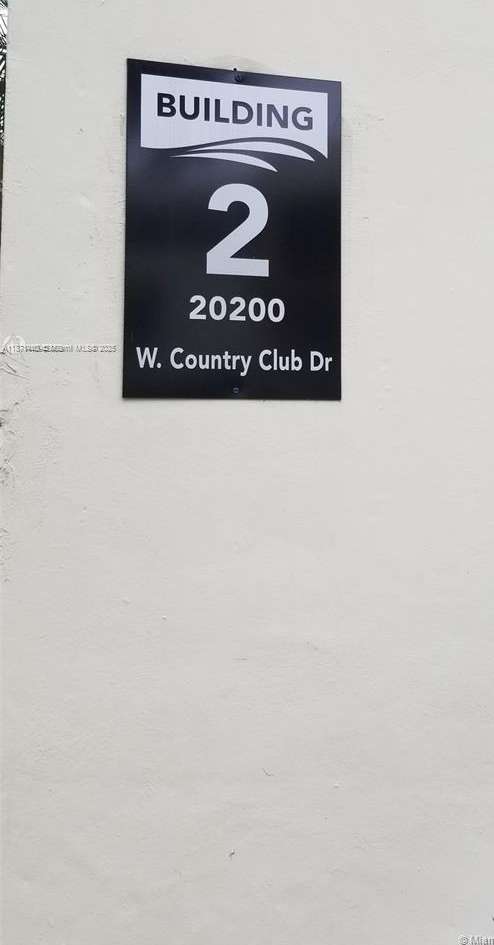 BUILDING
2
20200
W. Country Club Dr